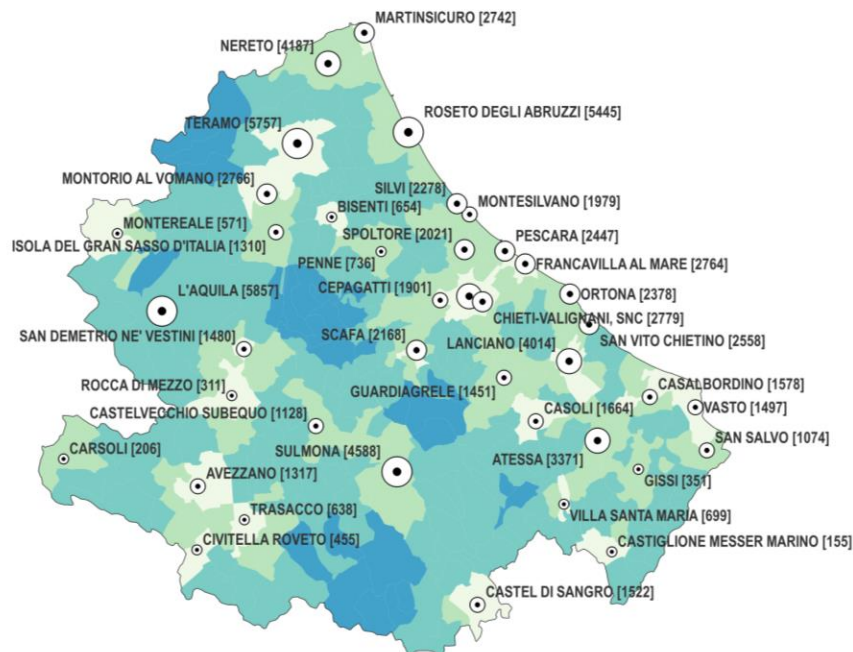 MARTINSICURO [2742]
NERETO [4187]
ROSETO DEGLI ABRUZZI [5445]
TERAMO [5757]
MONTORIO AL VOMANO [2766]
SILVI [2278]
MONTESILVANO [1979]
BISENTI [654]
MONTEREALE [571]
SPOLTORE [2021]
PESCARA [2447]
ISOLA DEL GRAN SASSO D'ITALIA [1310]
PENNE [736]
FRANCAVILLA AL MARE [2764]
L'AQUILA [5857]
CEPAGATTI [1901]
ORTONA [2378]
CHIETI-VALIGNANI, SNC [2779]
SAN DEMETRIO NE' VESTINI [1480]
SCAFA [2168]
LANCIANO [4014]
SAN VITO CHIETINO [2558]
ROCCA DI MEZZO [311]
GUARDIAGRELE [1451]
CASALBORDINO [1578]
CASTELVECCHIO SUBEQUO [1128]
CASOLI [1664]
VASTO [1497]
CARSOLI [206]
SULMONA [4588]
SAN SALVO [1074]
ATESSA [3371]
AVEZZANO [1317]
GISSI [351]
TRASACCO [638]
VILLA SANTA MARIA [699]
CIVITELLA ROVETO [455]
CASTIGLIONE MESSER MARINO [155]
CASTEL DI SANGRO [1522]